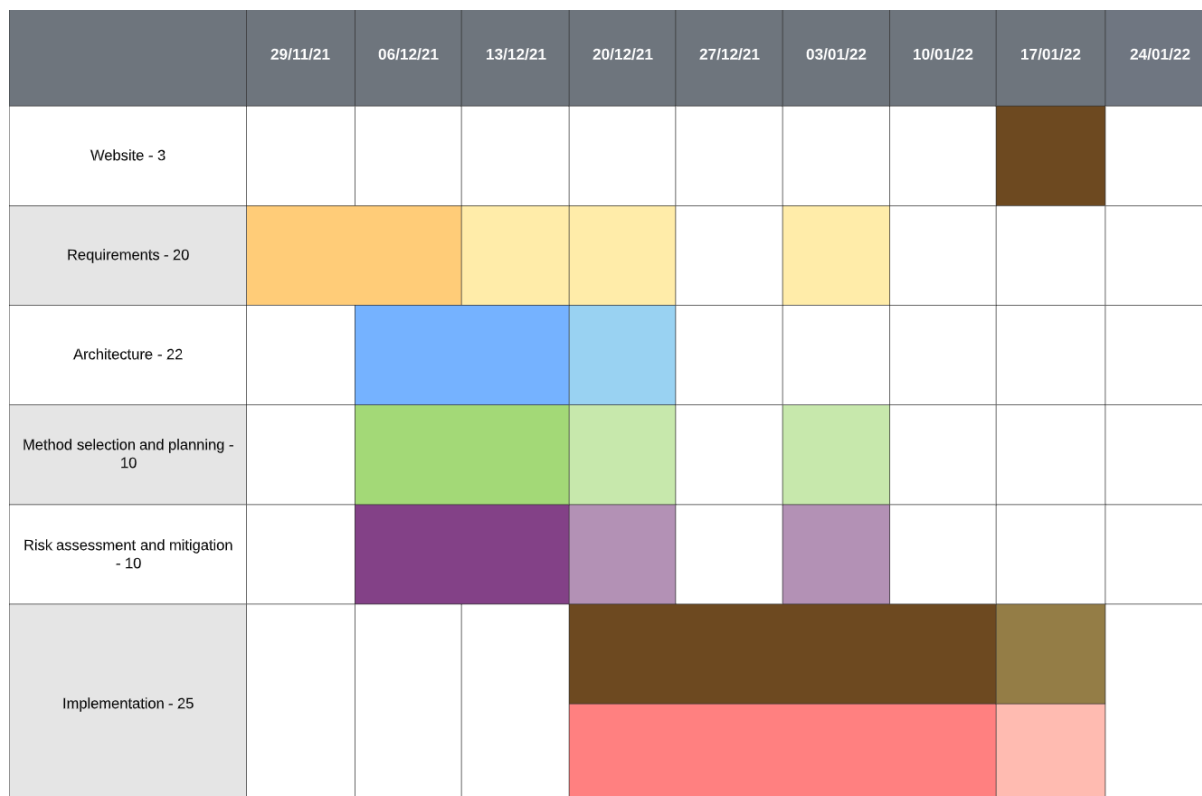 29/11/21 06/12/21 13/12/21 20/12/21 27/12/21 03/01/22 10/01/22 17/01/22 24/01/22
Website - 3
Requirements - 20
Architecture - 22
Method selection and planning -
10
Risk assessment and mitigation
- 10
Implementation - 25